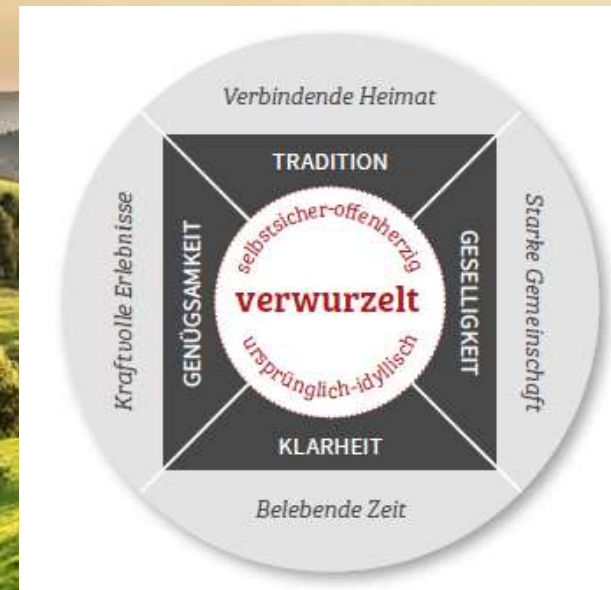 Verbindende Heimat
TRADITION
selbstsicher-offenherzig
Kraftvolle Erlebnisse
GENÜGSAMKEIT
verwurzelt
GESELLIGKEIT
Starke Gemeinschaft
ursprünglich-idyllisch
KLARHEIT
Belebende Zeit